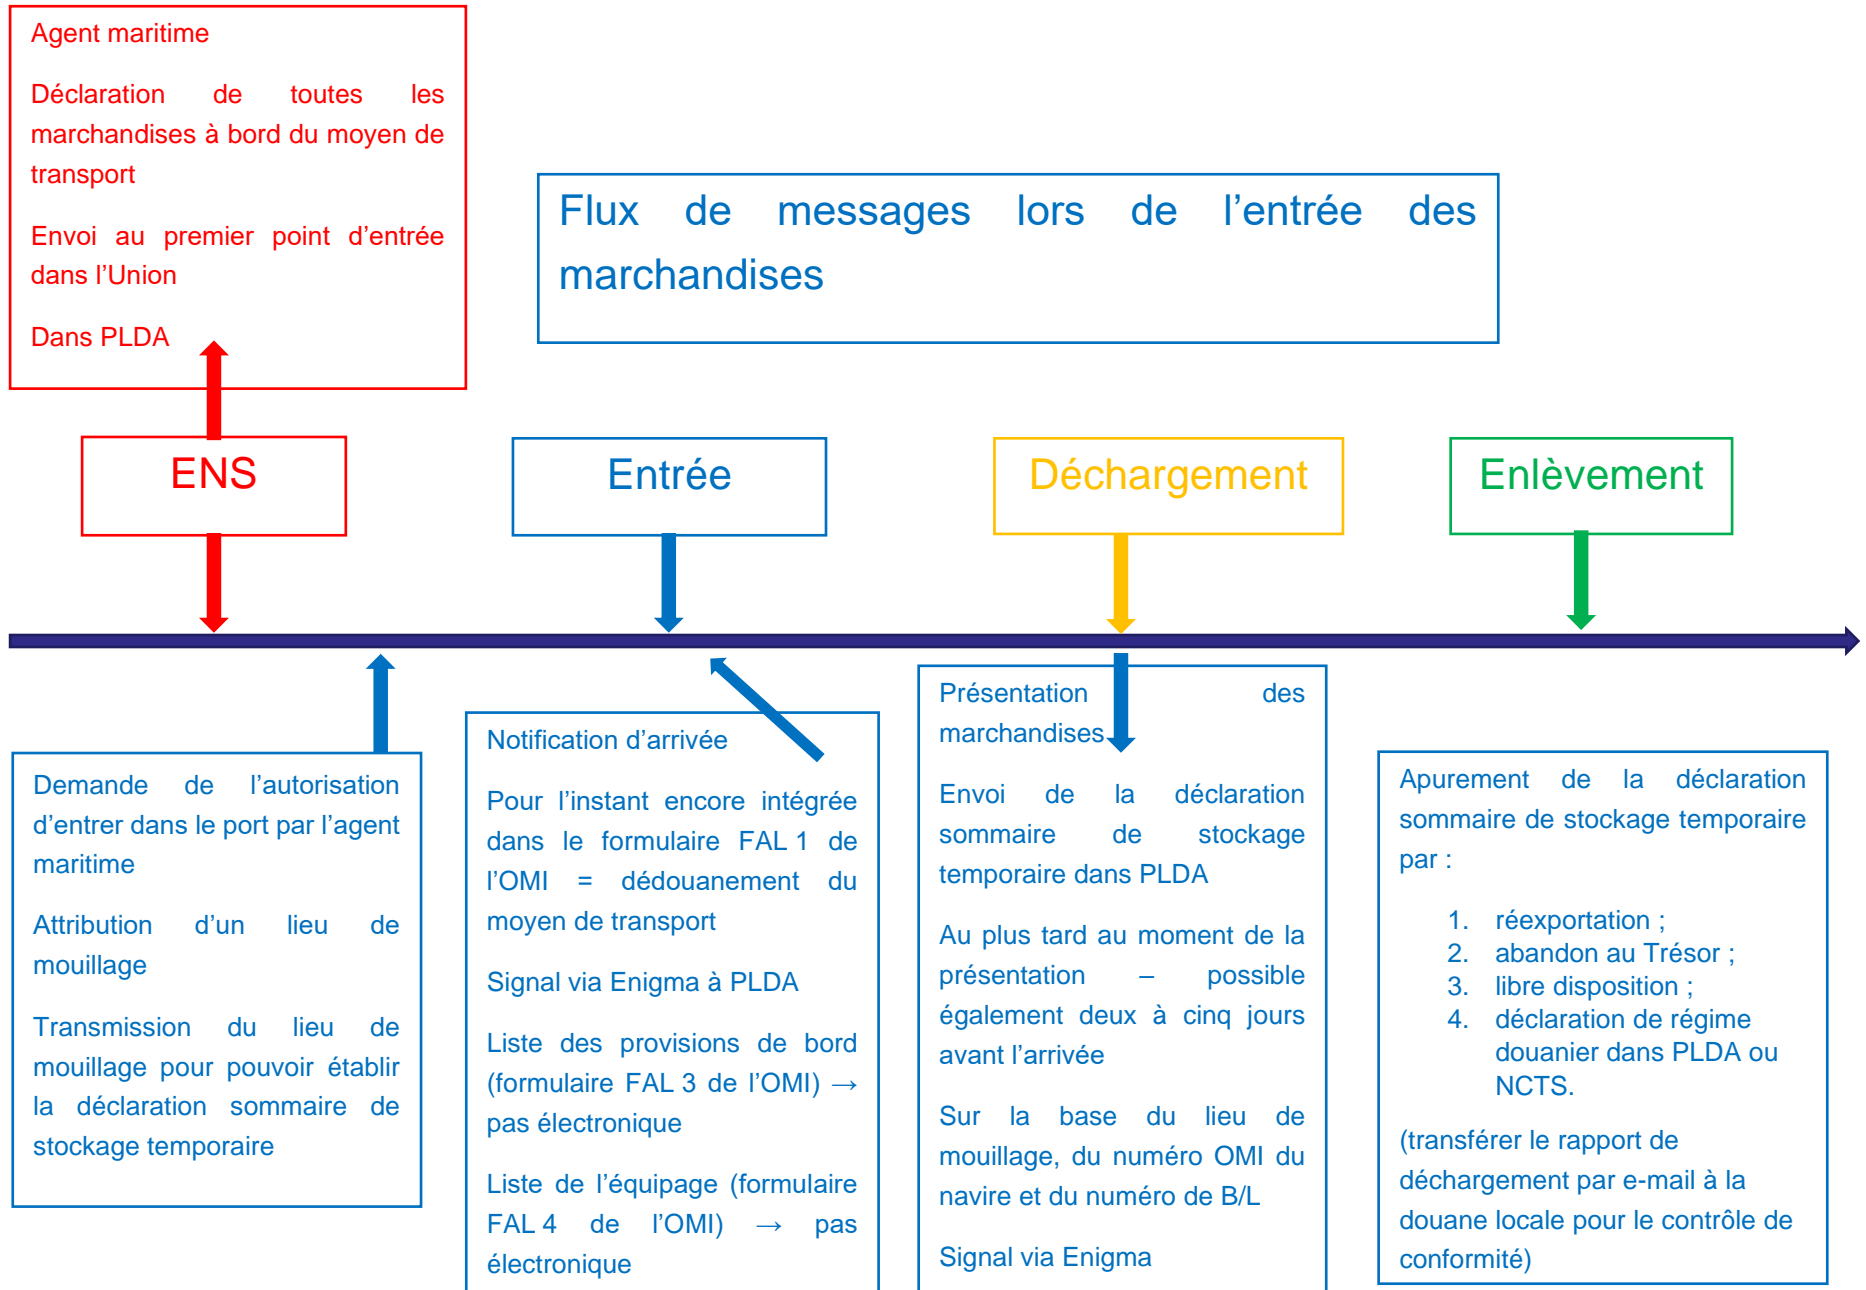 Agent maritime
Déclaration de toutes les
marchandises à bord du moyen de
transport
Envoi au premier point d’entrée
dans l’Union
Dans PLDA
Flux de messages lors de l’entrée des
marchandises
ENS
Entrée
Déchargement
Enlèvement
Demande de l’autorisation
d’entrer dans le port par l’agent
maritime
Attribution d’un lieu de
mouillage
Transmission du lieu de
mouillage pour pouvoir établir
la déclaration sommaire de
stockage temporaire
Notification d’arrivée
Pour l’instant encore intégrée
dans le formulaire FAL 1 de
l’OMI = dédouanement du
moyen de transport
Signal via Enigma à PLDA
Liste des provisions de bord
(formulaire FAL 3 de l’OMI) →
pas électronique
Liste de l’équipage (formulaire
FAL 4 de l’OMI) → pas
électronique
Présentation des
marchandises
Envoi de la déclaration
sommaire de stockage
temporaire dans PLDA
Au plus tard au moment de la
présentation – possible
également deux à cinq jours
avant l’arrivée
Sur la base du lieu de
mouillage, du numéro OMI du
navire et du numéro de B/L
Signal via Enigma
Apurement de la déclaration
sommaire de stockage temporaire
par :
1. réexportation ;
2. abandon au Trésor ;
3. libre disposition ;
4. déclaration de régime
douanier dans PLDA ou
NCTS.
(transférer le rapport de
déchargement par e-mail à la
douane locale pour le contrôle de
conformité)